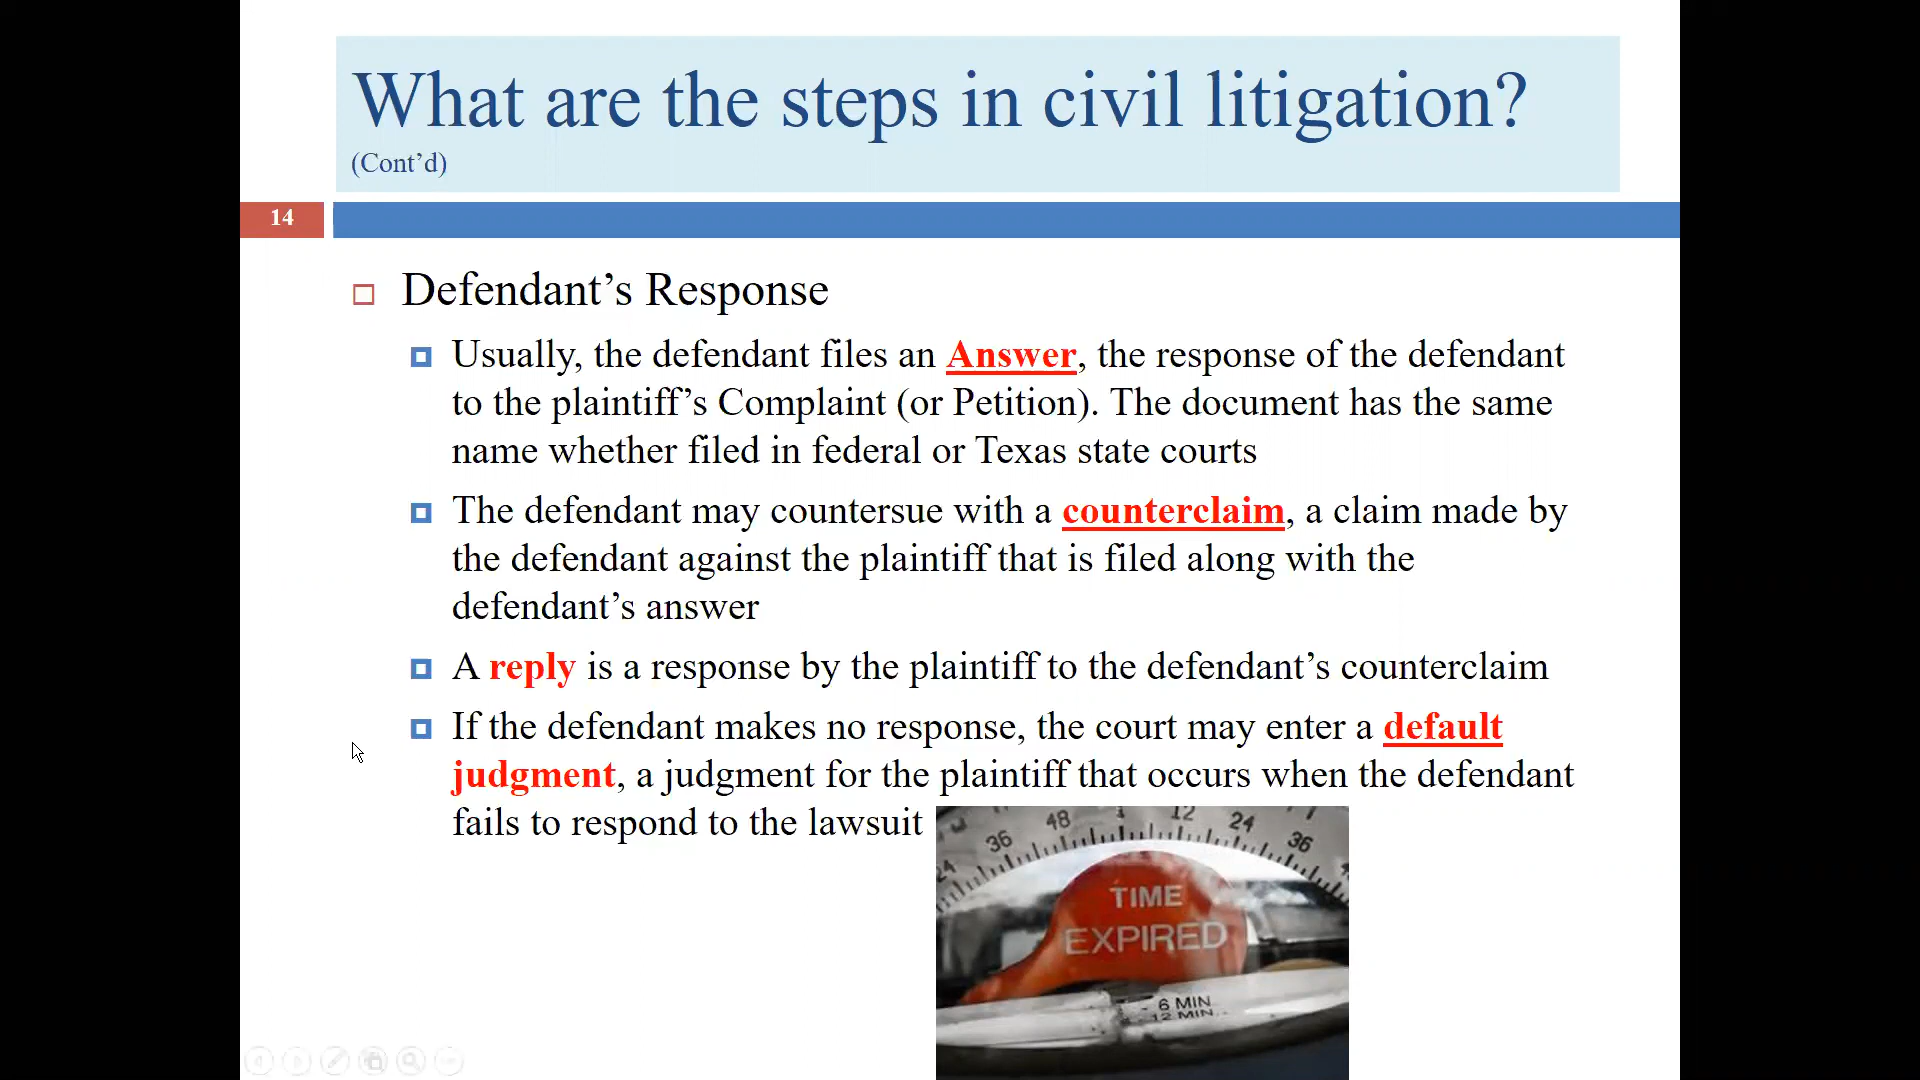 What are the steps in civil litigation?
(Cont’d)
14
Defendant’s Response
Usually, the defendant files an Answer, the response of the defendant
to the plaintiff’s Complaint (or Petition). The document has the same
name whether filed in federal or Texas state courts
The defendant may countersue with a counterclaim, a claim made by
the defendant against the plaintiff that is filed along with the
defendant’s answer
A reply is a response by the plaintiff to the defendant’s counterclaim
If the defendant makes no response, the court may enter a default
judgment, a judgment for the plaintiff that occurs when the defendant
fails to respond to the lawsuit
36 48 12 24 36
TIME
EXPIRED
6 MIN
12 MIN